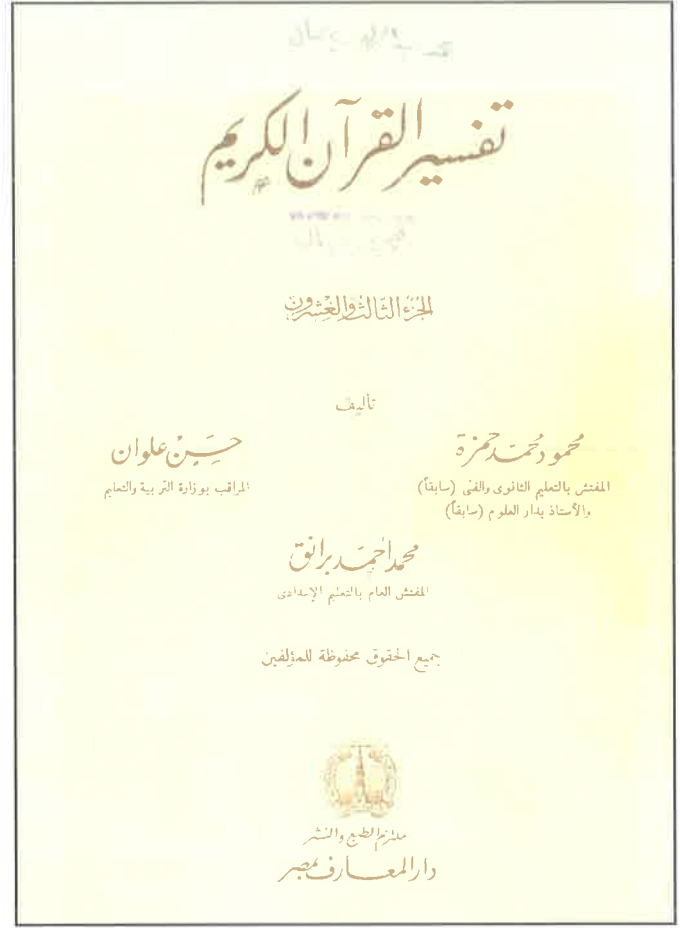 تفسير القرآن الكريم
الجزء الثالث والعشرون
تأليف
محمود محمد حمزة
المفتش بالتعليم الثانوى والفنى (سابقاً)
والأستاذ بدار العلوم (سابقاً)
حسن علوان
المراقب بوزارة التربية والتعليم
محمد أحمد برانق
المفتش العام بالتعليم الإعدادى
جميع الحقوق محفوظة للمؤلفين
ملتزم الطبع والنشر
دار المعارف بمصر